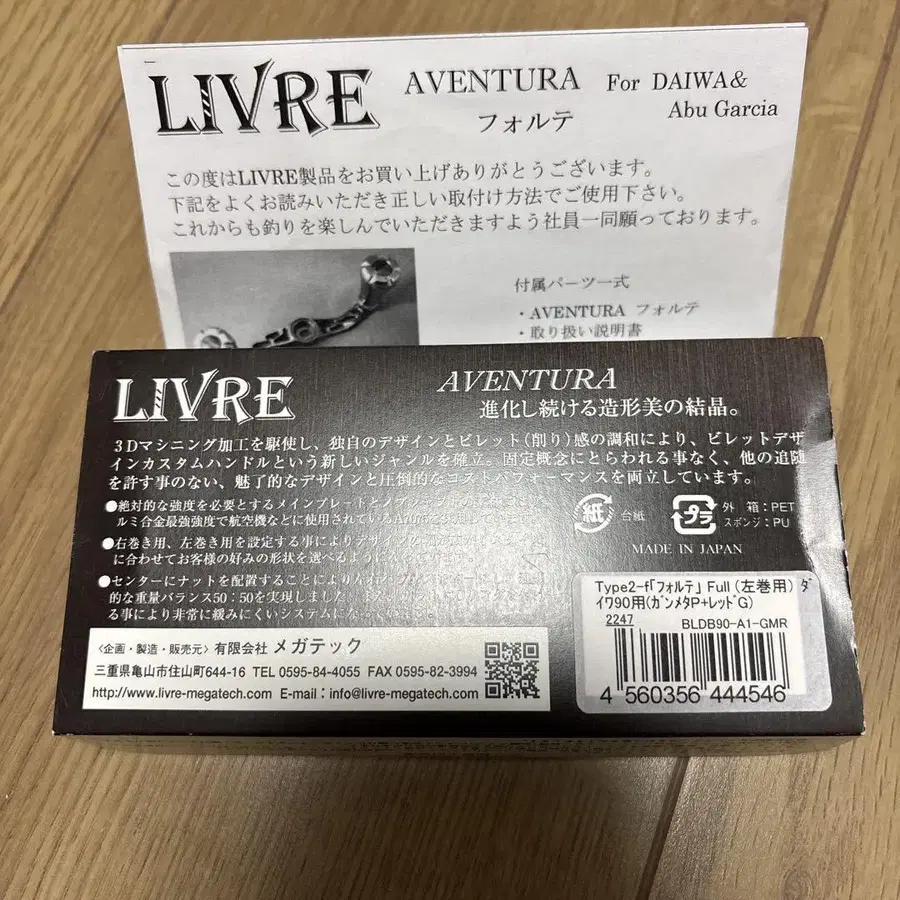 LIVRE AVENTURA For DAIWA&
フォルテ Abu Garcia
この度はLIVRE製品をお買い上げありがとうございます。
下記をよくお読みいただき正しい取付け方法でご使用下さい。
これからも釣りを楽しんでいただきますよう社員一同願っております。
付属パーツ一式
・AVENTURA フォルテ
・取り扱い説明書
LIVRE AVENTURA
進化し続ける造形美の結晶。
3Dマシニング加工を駆使し、独自のデザインとビレット(削り)感の調和により、ビレットデザ
インカスタムハンドルという新しいジャンルを確立。固定概念にとらわれる事なく、他の追随
を許す事のない、魅了的なデザインと圧倒的なコストパフォーマンスを両立しています。
●絶対的な強度を必要とするメインプレートと
ルミ合金最強強度で航空機などに使用されている
●右巻き用、左巻き用を設定する事により
に合わせてお客様の好みの形状を選べるように
●センターにナットを配置することにより
的な重量バランス50:50を実現しました
る事により非常に緩みにくいシステムに
紙 台紙
プラ 外 箱:PET
スポンジ:PU
MADE IN JAPAN
〈企画・製造・販売元〉有限会社 メガテック
三重県亀山市住山町644-16 TEL 0595-84-4055 FAX 0595-82-3994
http://www.livre-megatech.com E-mail:info@livre-megatech.com
Type2-f「フォルテ」 Full (左巻用) ダ
イワ90用(ガンメタP+レッドG)
2247 BLDB90-A1-GMR
4 560356 444546